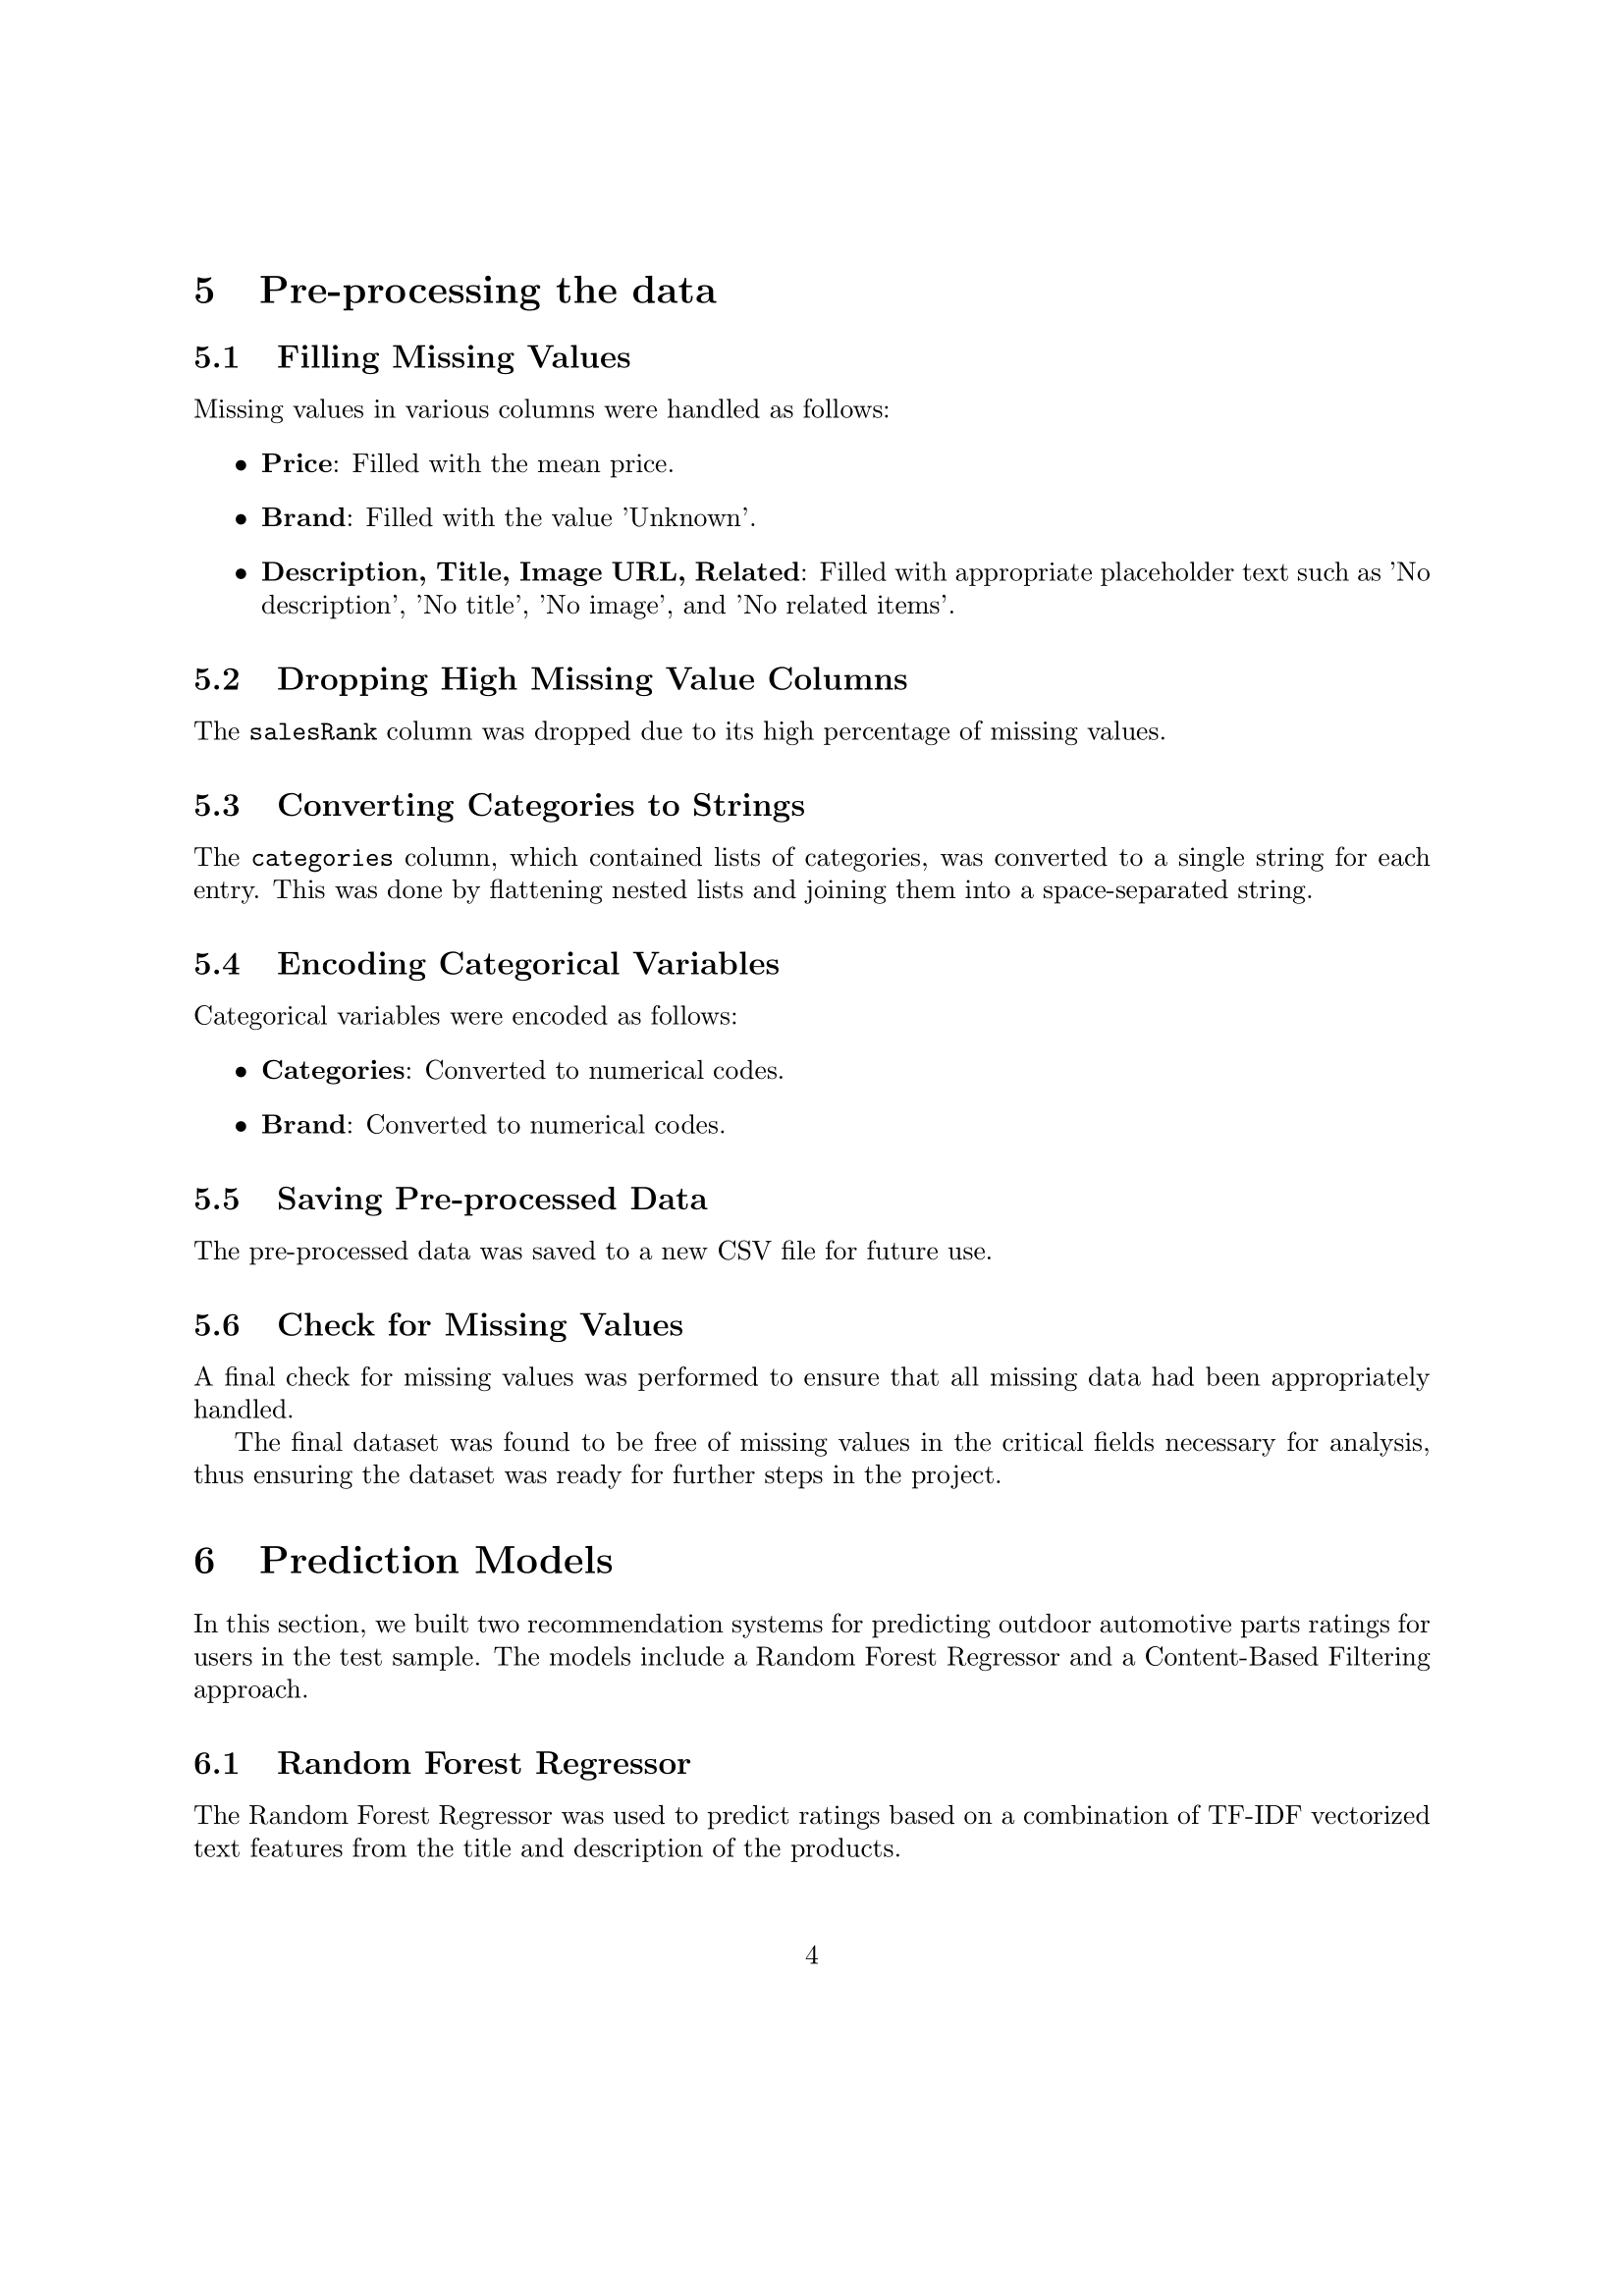 5 Pre-processing the data
5.1 Filling Missing Values
Missing values in various columns were handled as follows:
• Price: Filled with the mean price.
• Brand: Filled with the value ’Unknown’.
• Description, Title, Image URL, Related: Filled with appropriate placeholder text such as ’No
description’, ’No title’, ’No image’, and ’No related items’.
5.2 Dropping High Missing Value Columns
The salesRank column was dropped due to its high percentage of missing values.
5.3 Converting Categories to Strings
The categories column, which contained lists of categories, was converted to a single string for each
entry. This was done by flattening nested lists and joining them into a space-separated string.
5.4 Encoding Categorical Variables
Categorical variables were encoded as follows:
• Categories: Converted to numerical codes.
• Brand: Converted to numerical codes.
5.5 Saving Pre-processed Data
The pre-processed data was saved to a new CSV file for future use.
5.6 Check for Missing Values
A final check for missing values was performed to ensure that all missing data had been appropriately
handled.
The final dataset was found to be free of missing values in the critical fields necessary for analysis,
thus ensuring the dataset was ready for further steps in the project.
6 Prediction Models
In this section, we built two recommendation systems for predicting outdoor automotive parts ratings for
users in the test sample. The models include a Random Forest Regressor and a Content-Based Filtering
approach.
6.1 Random Forest Regressor
The Random Forest Regressor was used to predict ratings based on a combination of TF-IDF vectorized
text features from the title and description of the products.
4